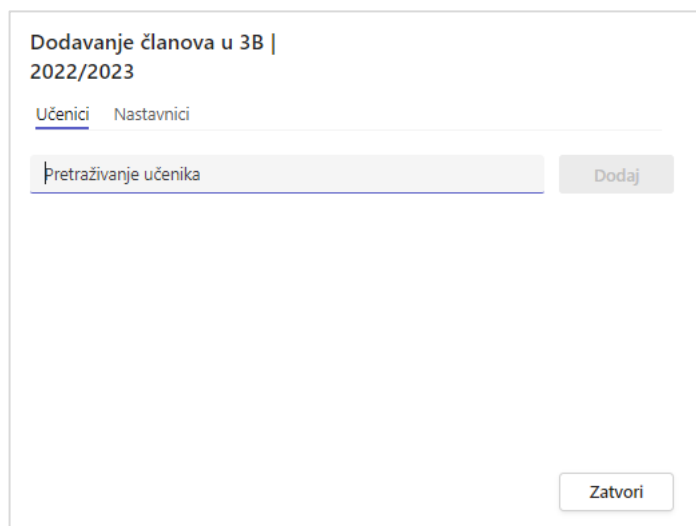 Dodavanje članova u 3B |
2022/2023
Učenici Nastavnici
Pretraživanje učenika Dodaj
Zatvori